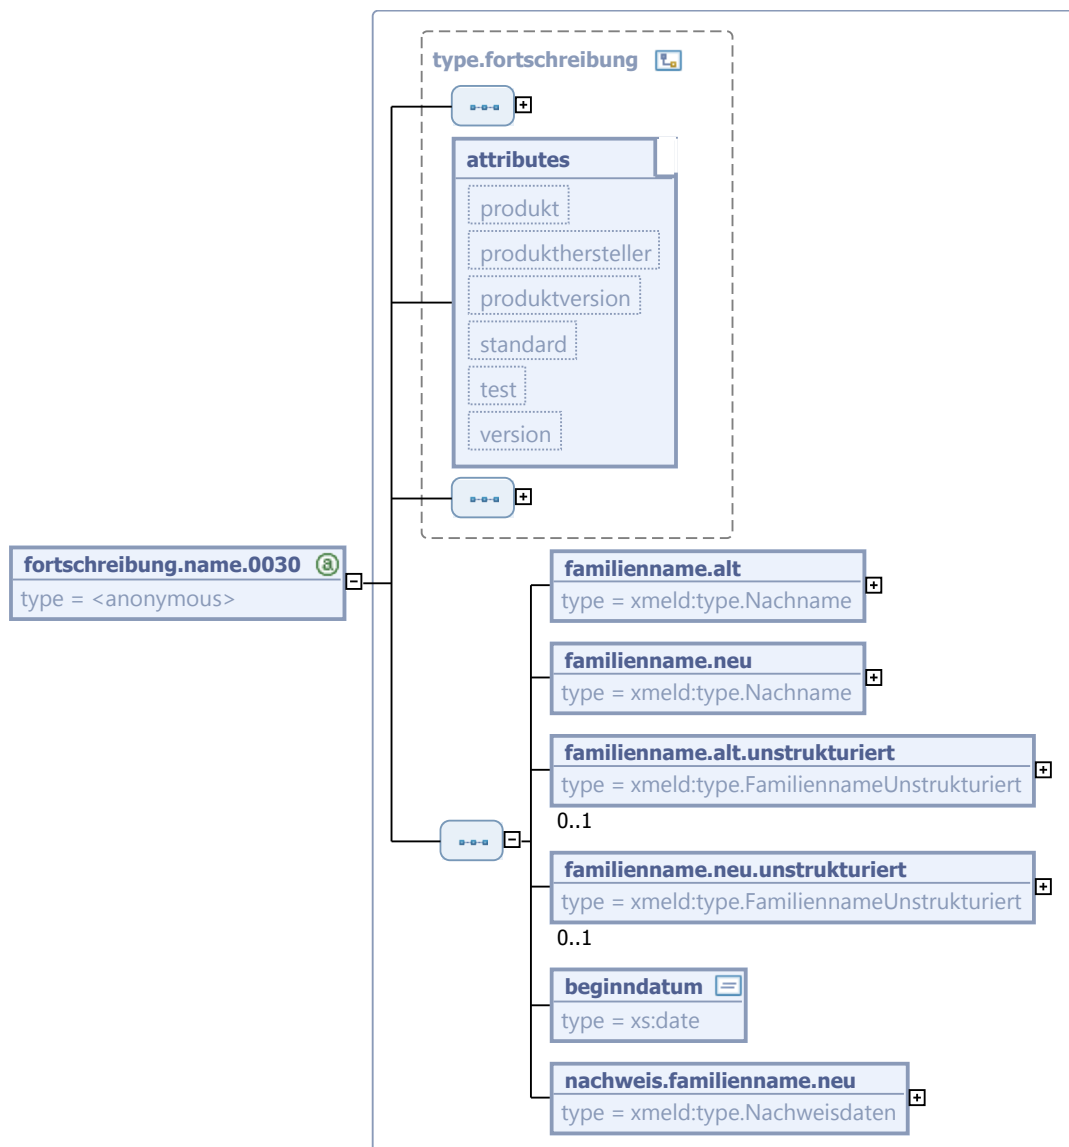 type.fortschreibung
attributes
produkt
produkthersteller
produktversion
standard
test
version
fortschreibung.name.0030
type = <anonymous>
familienname.alt
type = xmeld:type.Nachname
familienname.neu
type = xmeld:type.Nachname
familienname.alt.unstrukturiert
type = xmeld:type.FamiliennameUnstrukturiert
0..1
familienname.neu.unstrukturiert
type = xmeld:type.FamiliennameUnstrukturiert
0..1
beginndatum
type = xs:date
nachweis.familienname.neu
type = xmeld:type.Nachweisdaten